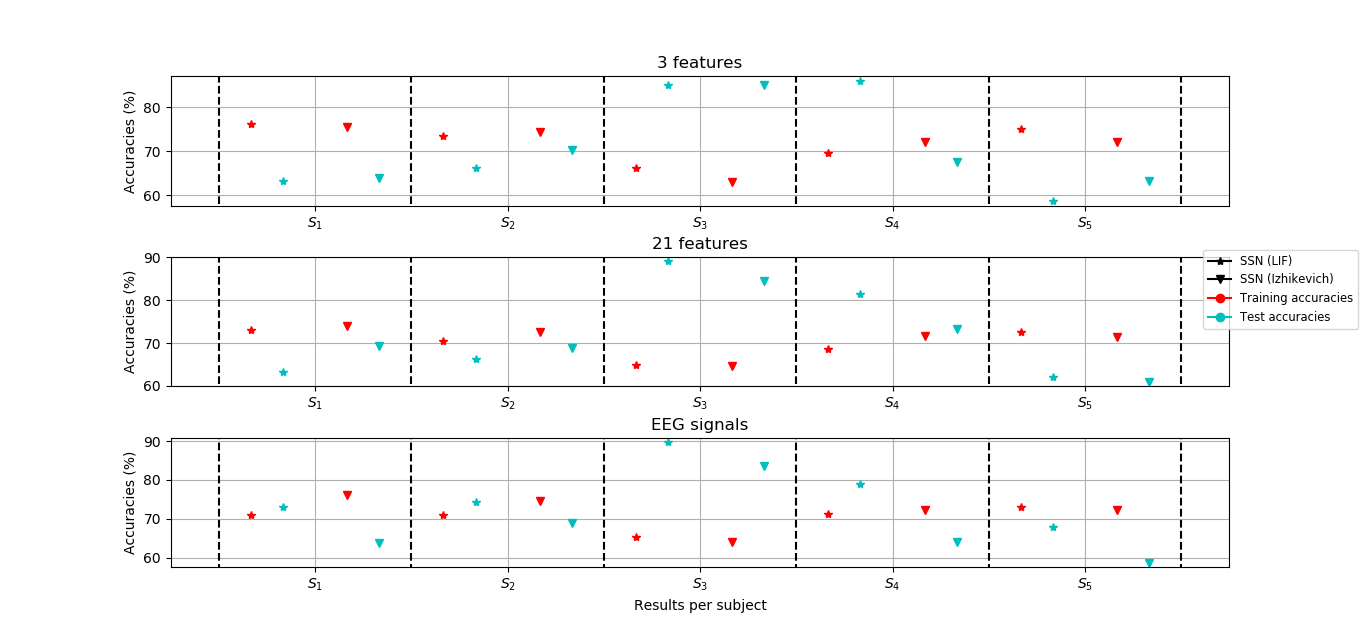 3 features
Accuracies (%)
80
70
60
S₁ S₂ S₃ S₄ S₅
21 features
Accuracies (%)
90
80
70
60
S₁ S₂ S₃ S₄ S₅
SSN (LIF)
SSN (Izhikevich)
Training accuracies
Test accuracies
EEG signals
Accuracies (%)
90
80
70
60
S₁ S₂ S₃ S₄ S₅
Results per subject